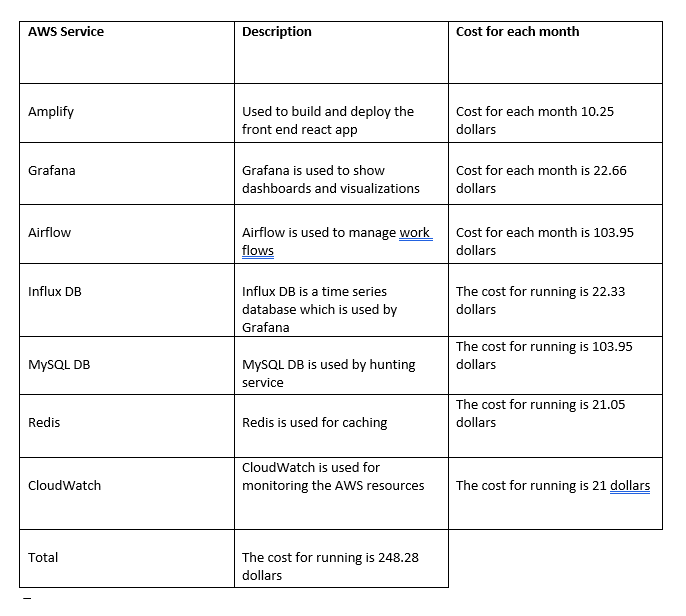 AWS Service Description Cost for each month
Amplify
Used to build and deploy the
front end react app
Cost for each month 10.25
dollars
Grafana
Grafana is used to show
dashboards and visualizations
Cost for each month is 22.66
dollars
Airflow
Airflow is used to manage work
flows
Cost for each month is 103.95
dollars
Influx DB
Influx DB is a time series
database which is used by
Grafana
The cost for running is 22.33
dollars
MySQL DB
MySQL DB is used by hunting
service
The cost for running is 103.95
dollars
Redis
Redis is used for caching
The cost for running is 21.05
dollars
CloudWatch
CloudWatch is used for
monitoring the AWS resources
The cost for running is 21 dollars
Total
The cost for running is 248.28
dollars